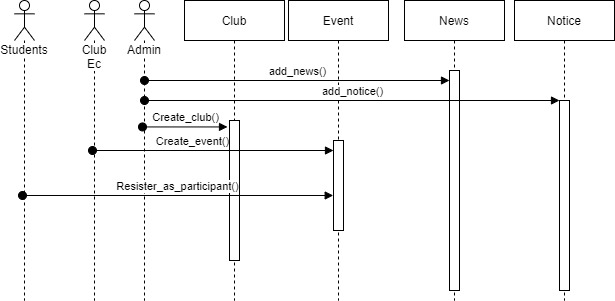 Club
Event
News
Notice
Students
Club
Ec
Admin
add_news()
add_notice()
Create_club()
Create_event()
Resister_as_participant()